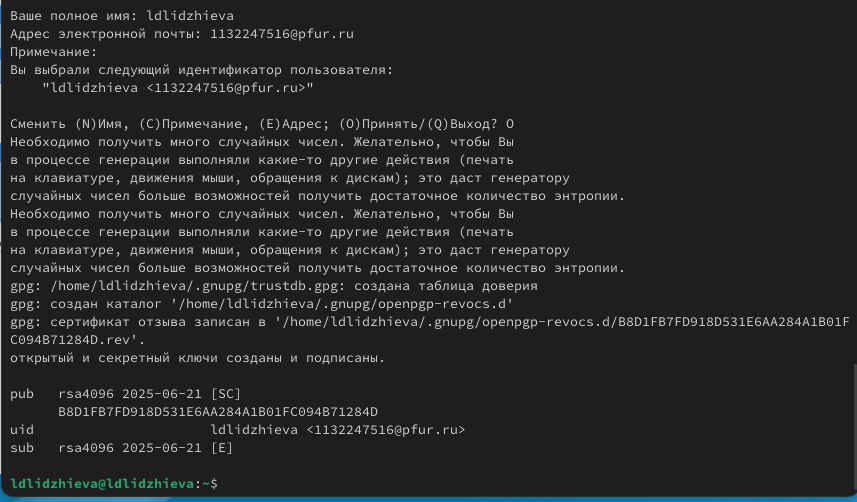 Ваше полное имя: ldlidzhieva
Адрес электронной почты: 1132247516@pfur.ru
Примечание:
Вы выбрали следующий идентификатор пользователя:
    "ldlidzhieva <1132247516@pfur.ru>"

Сменить (N)Имя, (C)Примечание, (E)Адрес; (O)Принять/(Q)Выход? O
Необходимо получить много случайных чисел. Желательно, чтобы Вы
в процессе генерации выполняли какие-то другие действия (печать
на клавиатуре, движения мыши, обращения к дискам); это даст генератору
случайных чисел больше возможностей получить достаточное количество энтропии.
Необходимо получить много случайных чисел. Желательно, чтобы Вы
в процессе генерации выполняли какие-то другие действия (печать
на клавиатуре, движения мыши, обращения к дискам); это даст генератору
случайных чисел больше возможностей получить достаточное количество энтропии.
gpg: /home/ldlidzhieva/.gnupg/trustdb.gpg: создана таблица доверия
gpg: создан каталог '/home/ldlidzhieva/.gnupg/openpgp-revocs.d'
gpg: сертификат отзыва записан в '/home/ldlidzhieva/.gnupg/openpgp-revocs.d/B8D1FB7FD918D531E6AA284A1B01F
C094B71284D.rev'.
открытый и секретный ключи созданы и подписаны.

pub   rsa4096 2025-06-21 [SC]
      B8D1FB7FD918D531E6AA284A1B01FC094B71284D
uid                      ldlidzhieva <1132247516@pfur.ru>
sub   rsa4096 2025-06-21 [E]

ldlidzhieva@ldlidzhieva:~$